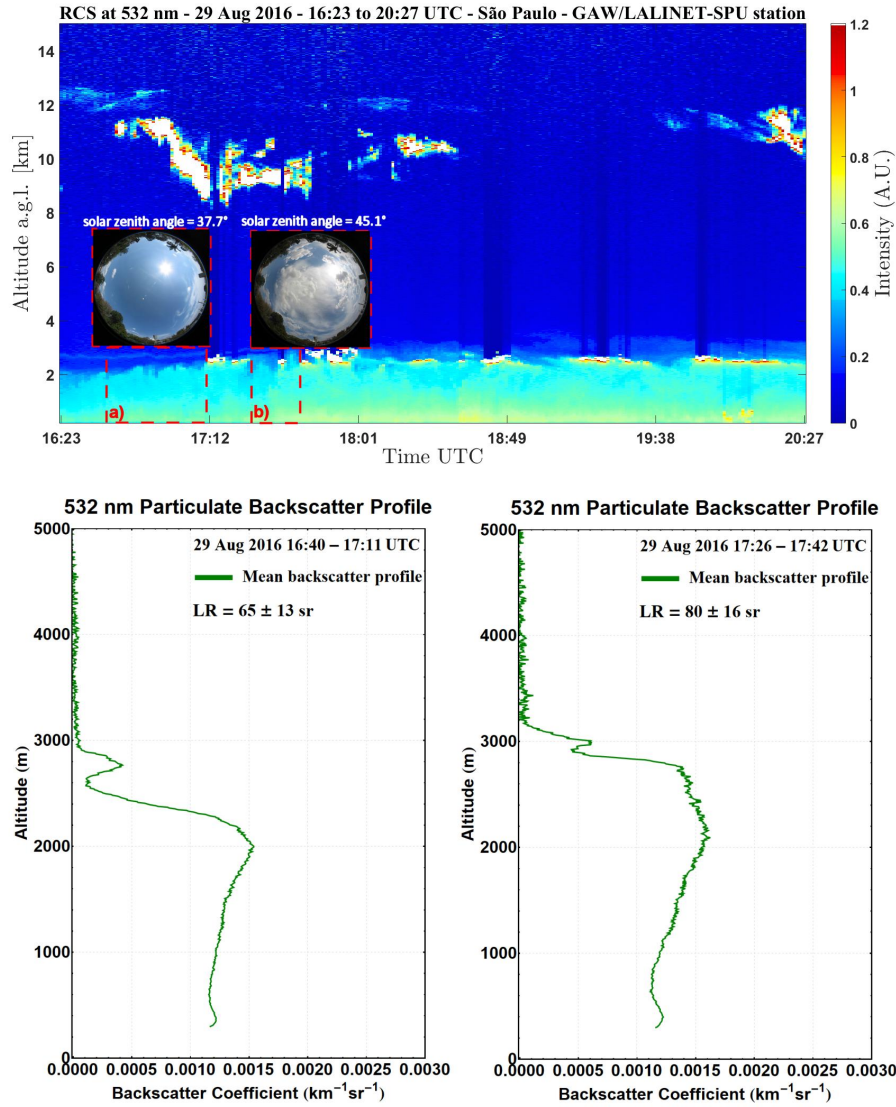 RCS at 532 nm - 29 Aug 2016 - 16:23 to 20:27 UTC - São Paulo - GAW/LALINET-SPU station
Altitude a.g.l. [km]
14
12
10
8
6
4
2
solar zenith angle = 37.7°
solar zenith angle = 45.1°
a)
b)
16:23
17:12
18:01
18:49
19:38
20:27
Time UTC
1.2
1
0.8
0.6
0.4
0.2
0
Intensity (A.U.)
532 nm Particulate Backscatter Profile
29 Aug 2016 16:40 – 17:11 UTC
Mean backscatter profile
LR = 65 ± 13 sr
Altitude (m)
5000
4000
3000
2000
1000
0
0.0000
0.0005
0.0010
0.0015
0.0020
0.0025
0.0030
Backscatter Coefficient (km⁻¹sr⁻¹)
532 nm Particulate Backscatter Profile
29 Aug 2016 17:26 – 17:42 UTC
Mean backscatter profile
LR = 80 ± 16 sr
Altitude (m)
5000
4000
3000
2000
1000
0
0.0000
0.0005
0.0010
0.0015
0.0020
0.0025
0.0030
Backscatter Coefficient (km⁻¹sr⁻¹)